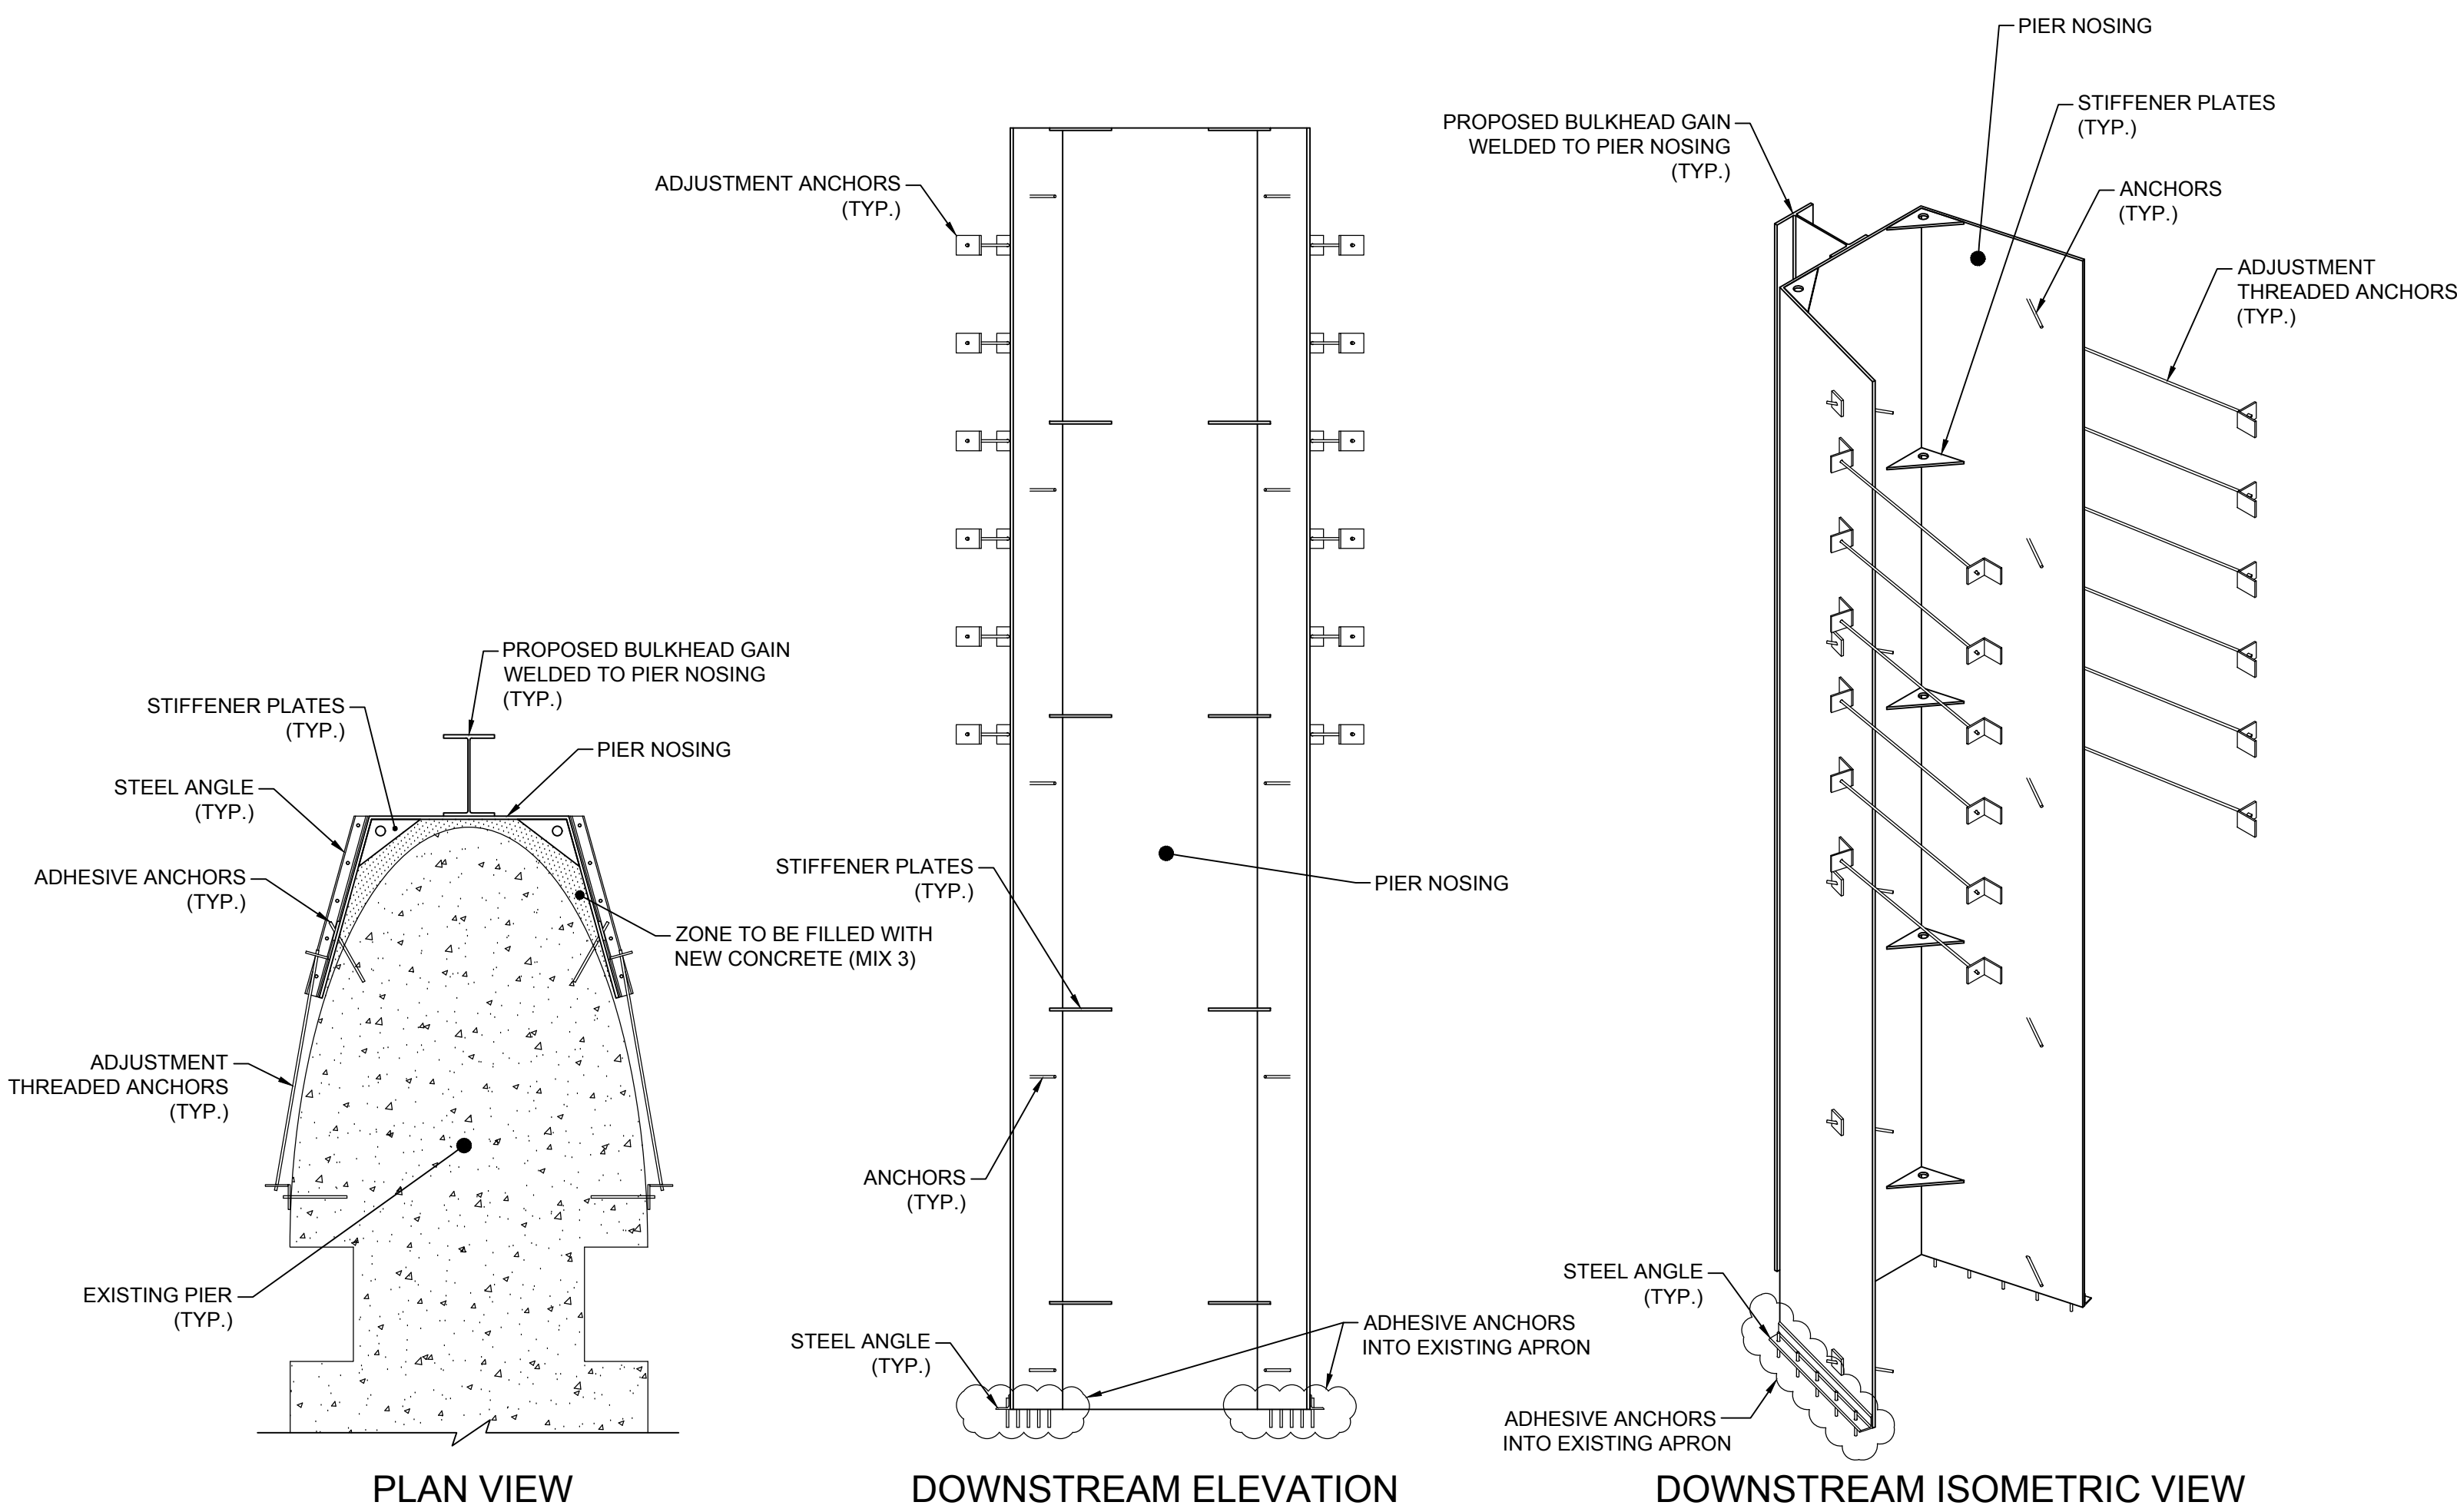 PROPOSED BULKHEAD GAIN
WELDED TO PIER NOSING
(TYP.)
STIFFENER PLATES
(TYP.)
PIER NOSING
STEEL ANGLE
(TYP.)
ADHESIVE ANCHORS
(TYP.)
ZONE TO BE FILLED WITH
NEW CONCRETE (MIX 3)
ADJUSTMENT
THREADED ANCHORS
(TYP.)
EXISTING PIER
(TYP.)
PLAN VIEW
ADJUSTMENT ANCHORS
(TYP.)
STIFFENER PLATES
(TYP.)
PIER NOSING
ANCHORS
(TYP.)
STEEL ANGLE
(TYP.)
ADHESIVE ANCHORS
INTO EXISTING APRON
DOWNSTREAM ELEVATION
PIER NOSING
PROPOSED BULKHEAD GAIN
WELDED TO PIER NOSING
(TYP.)
STIFFENER PLATES
(TYP.)
ANCHORS
(TYP.)
ADJUSTMENT
THREADED ANCHORS
(TYP.)
STEEL ANGLE
(TYP.)
ADHESIVE ANCHORS
INTO EXISTING APRON
DOWNSTREAM ISOMETRIC VIEW